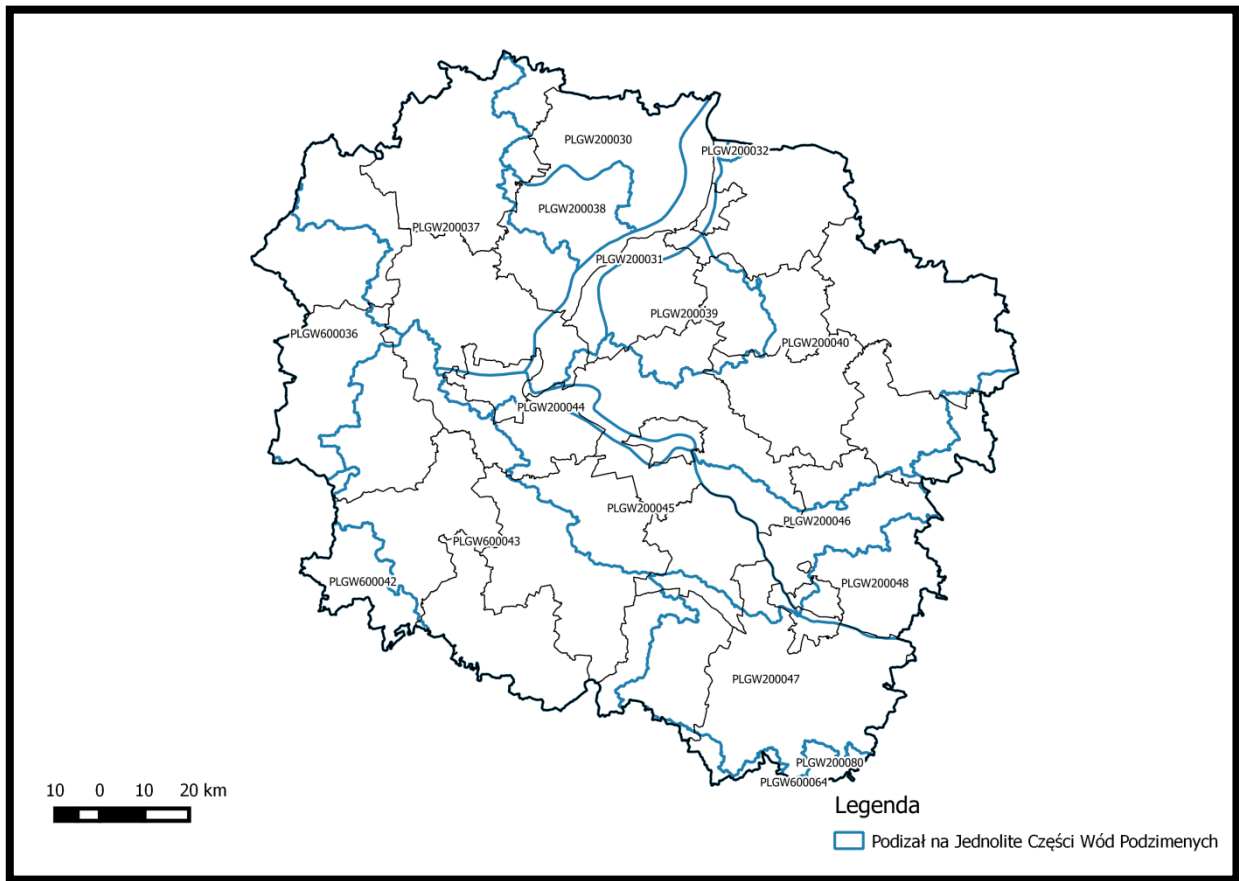 PLGW200030
PLGW200032
PLGW200038
PLGW200037
PLGW200031
PLGW200039
PLGW600036
PLGW200040
PLGW200044
PLGW200045
PLGW200046
PLGW600043
PLGW600042
PLGW200048
PLGW200047
PLGW200080
PLGW600064
10 0 10 20 km
Legenda
Podizał na Jednolite Części Wód Podzimenych